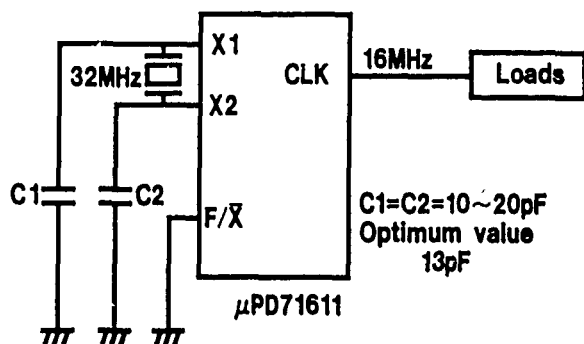 X1
32MHz
CLK
16MHz
Loads
X2
C1
C2
F/X̅
C1=C2=10~20pF
Optimum value
13pF
μPD71611